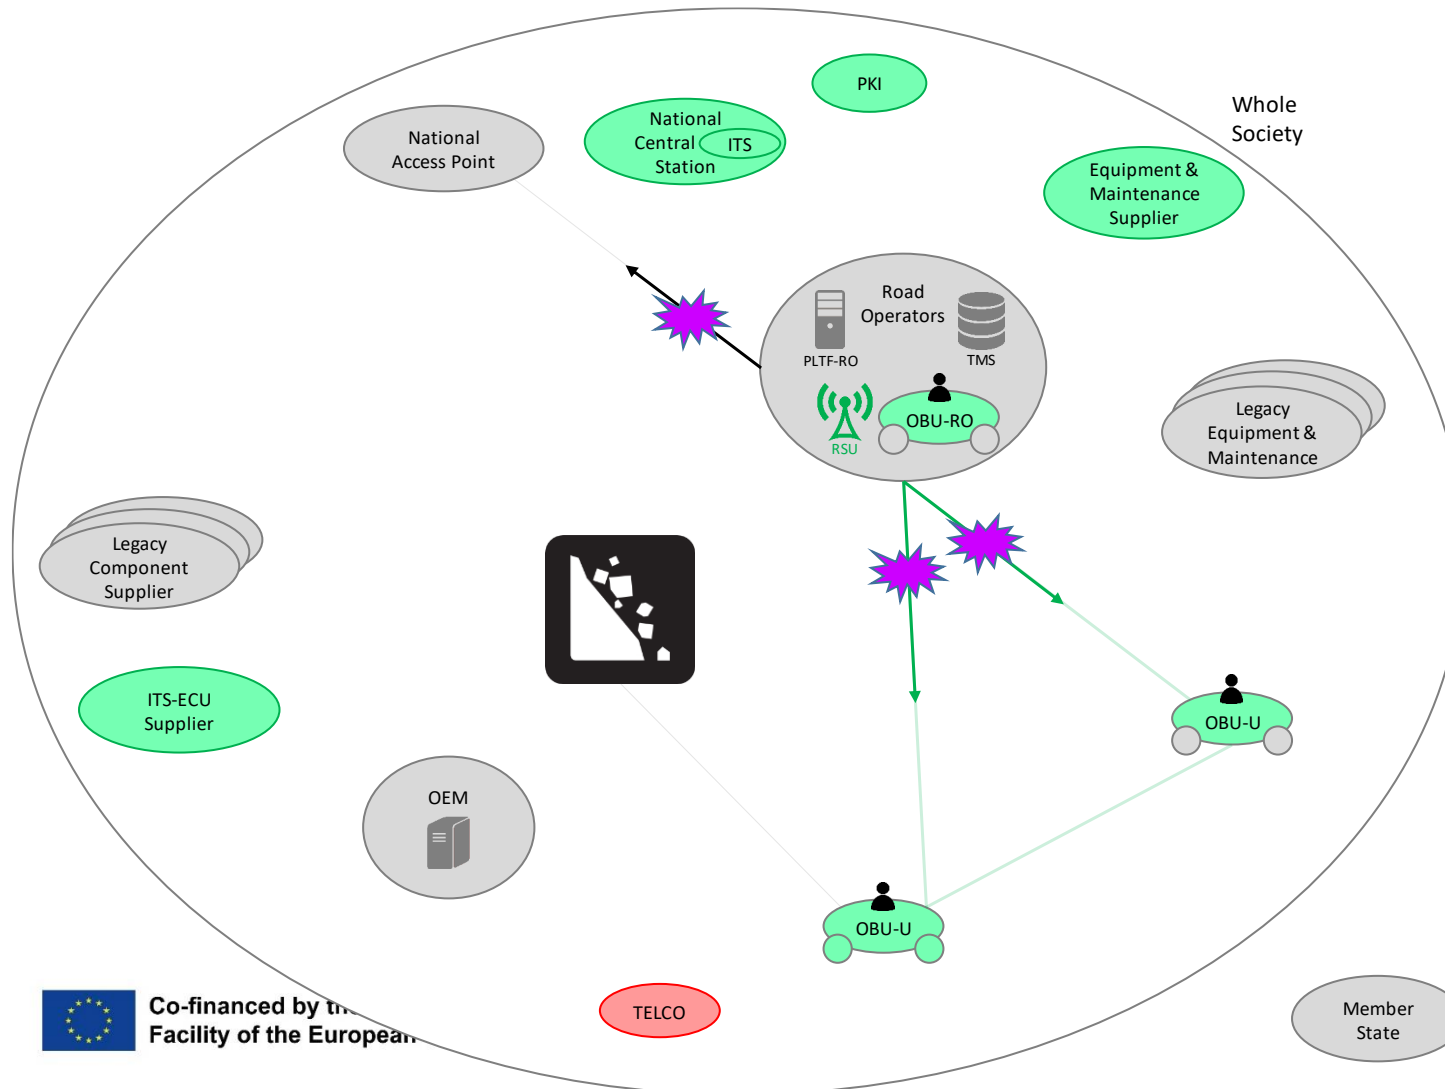 PKI
Whole
Society
National
Central
Station
ITS
National
Access Point
Equipment &
Maintenance
Supplier
Road
Operators
PLTF-RO
TMS
OBU-RO
RSU
Legacy
Equipment &
Maintenance
Legacy
Component
Supplier
ITS-ECU
Supplier
OBU-U
OEM
OBU-U
TELCO
Co-financed by the
Facility of the European
Member
State